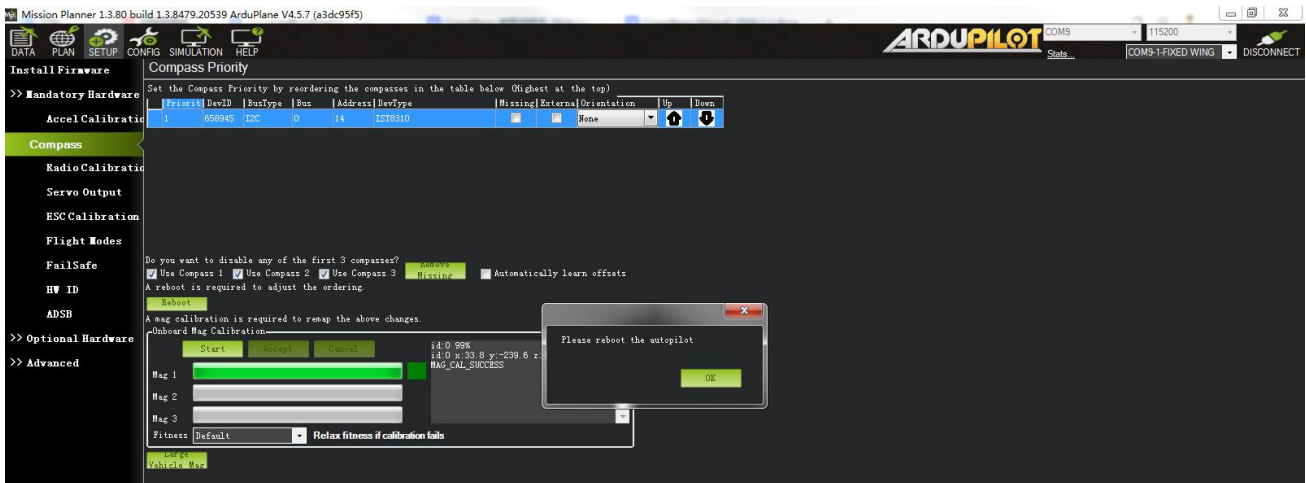 Mission Planner 1.3.80 build 1.3.8479.20539 ArduPlane V4.5.7 (a3dc95f5)
DATA PLAN SETUP CONFIG SIMULATION HELP
ARDUPILOT
COM9 115200
Stats...
COM9-1-FIXED WING
DISCONNECT
Install Firmware
>> Mandatory Hardware
Accel Calibratio
Compass
Radio Calibratio
Servo Output
ESC Calibration
Flight Modes
FailSafe
HW ID
ADSB
>> Optional Hardware
>> Advanced
Compass Priority
Set the Compass Priority by reordering the compasses in the table below (Highest at the top)
Priorit DevID BusType Bus Address DevType Missing Externa Orientation Up Down
1 658945 I2C 0 14 IST8310 None
Do you want to disable any of the first 3 compasses?
Use Compass 1 Use Compass 2 Use Compass 3 Remove Missing Automatically learn offsets
A reboot is required to adjust the ordering.
Reboot
A mag calibration is required to remap the above changes.
Onboard Mag Calibration
Start Accept Cancel
Mag 1
Mag 2
Mag 3
id:0 99%
id:0 x:33.8 y:-239.6 z:
MAG_CAL_SUCCESS
Fitness Default Relax fitness if calibration fails
Large
Vehicle Mag
Please reboot the autopilot
OK